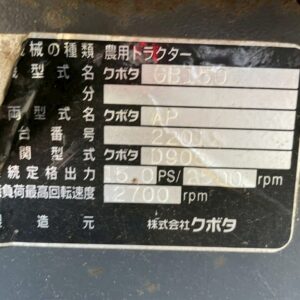 械の種類 農用トラクター
型式名 クボタ GB150
分
両型式名 クボタ AP
台番号
関型式 クボタ D902
続定格出力 15.0 PS/2500 rpm
負荷最高回転速度 2700 rpm
造元 株式会社クボタ